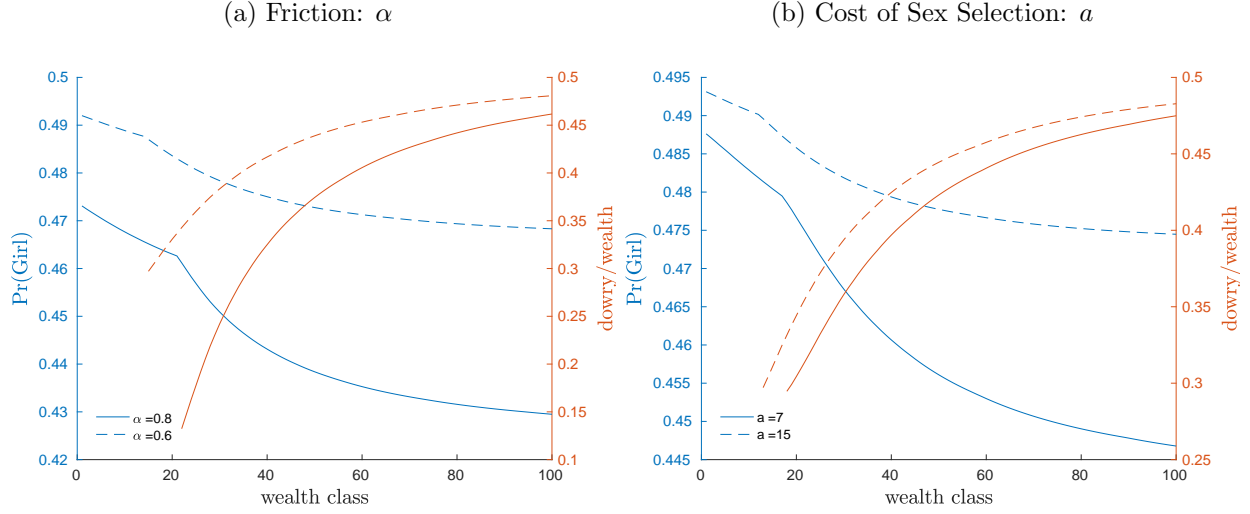 (a) Friction: α
0.5
0.49
0.48
0.47
0.46
0.45
0.44
0.43
0.42
Pr(Girl)
0.5
0.45
0.4
0.35
0.3
0.25
0.2
0.15
0.1
dowry/wealth
α =0.8
α =0.6
0 20 40 60 80 100
wealth class
(b) Cost of Sex Selection: a
0.495
0.49
0.485
0.48
0.475
0.47
0.465
0.46
0.455
0.45
0.445
Pr(Girl)
0.5
0.45
0.4
0.35
0.3
0.25
dowry/wealth
a =7
a =15
0 20 40 60 80 100
wealth class